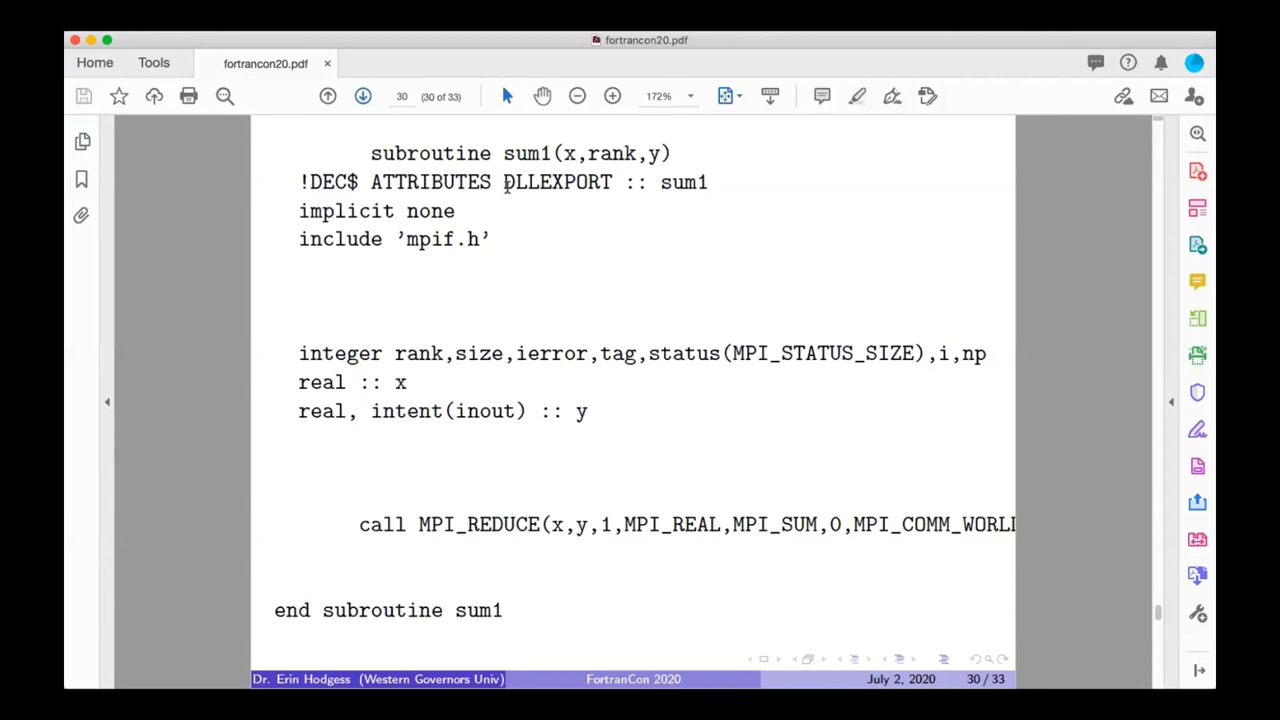 fortrancon20.pdf
Home Tools fortrancon20.pdf ×
30 (30 of 33) 172%
subroutine sum1(x,rank,y)
!DEC$ ATTRIBUTES DLLEXPORT :: sum1
implicit none
include ’mpif.h’
integer rank,size,ierror,tag,status(MPI_STATUS_SIZE),i,np
real :: x
real, intent(inout) :: y
call MPI_REDUCE(x,y,1,MPI_REAL,MPI_SUM,0,MPI_COMM_WORL
end subroutine sum1
Dr. Erin Hodgess (Western Governors Univ) FortranCon 2020 July 2, 2020 30 / 33